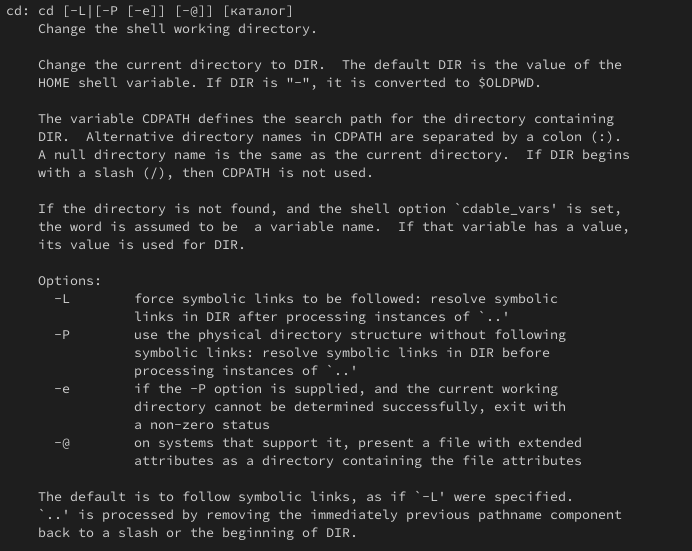 cd: cd [-L|[-P [-e]] [-@]] [каталог]
Change the shell working directory.
Change the current directory to DIR.  The default DIR is the value of the
HOME shell variable. If DIR is "-", it is converted to $OLDPWD.
The variable CDPATH defines the search path for the directory containing
DIR.  Alternative directory names in CDPATH are separated by a colon (:).
A null directory name is the same as the current directory.  If DIR begins
with a slash (/), then CDPATH is not used.
If the directory is not found, and the shell option `cdable_vars' is set,
the word is assumed to be  a variable name.  If that variable has a value,
its value is used for DIR.
Options:
-L        force symbolic links to be followed: resolve symbolic
links in DIR after processing instances of `..'
-P        use the physical directory structure without following
symbolic links: resolve symbolic links in DIR before
processing instances of `..'
-e        if the -P option is supplied, and the current working
directory cannot be determined successfully, exit with
a non-zero status
-@        on systems that support it, present a file with extended
attributes as a directory containing the file attributes
The default is to follow symbolic links, as if `-L' were specified.
`..' is processed by removing the immediately previous pathname component
back to a slash or the beginning of DIR.